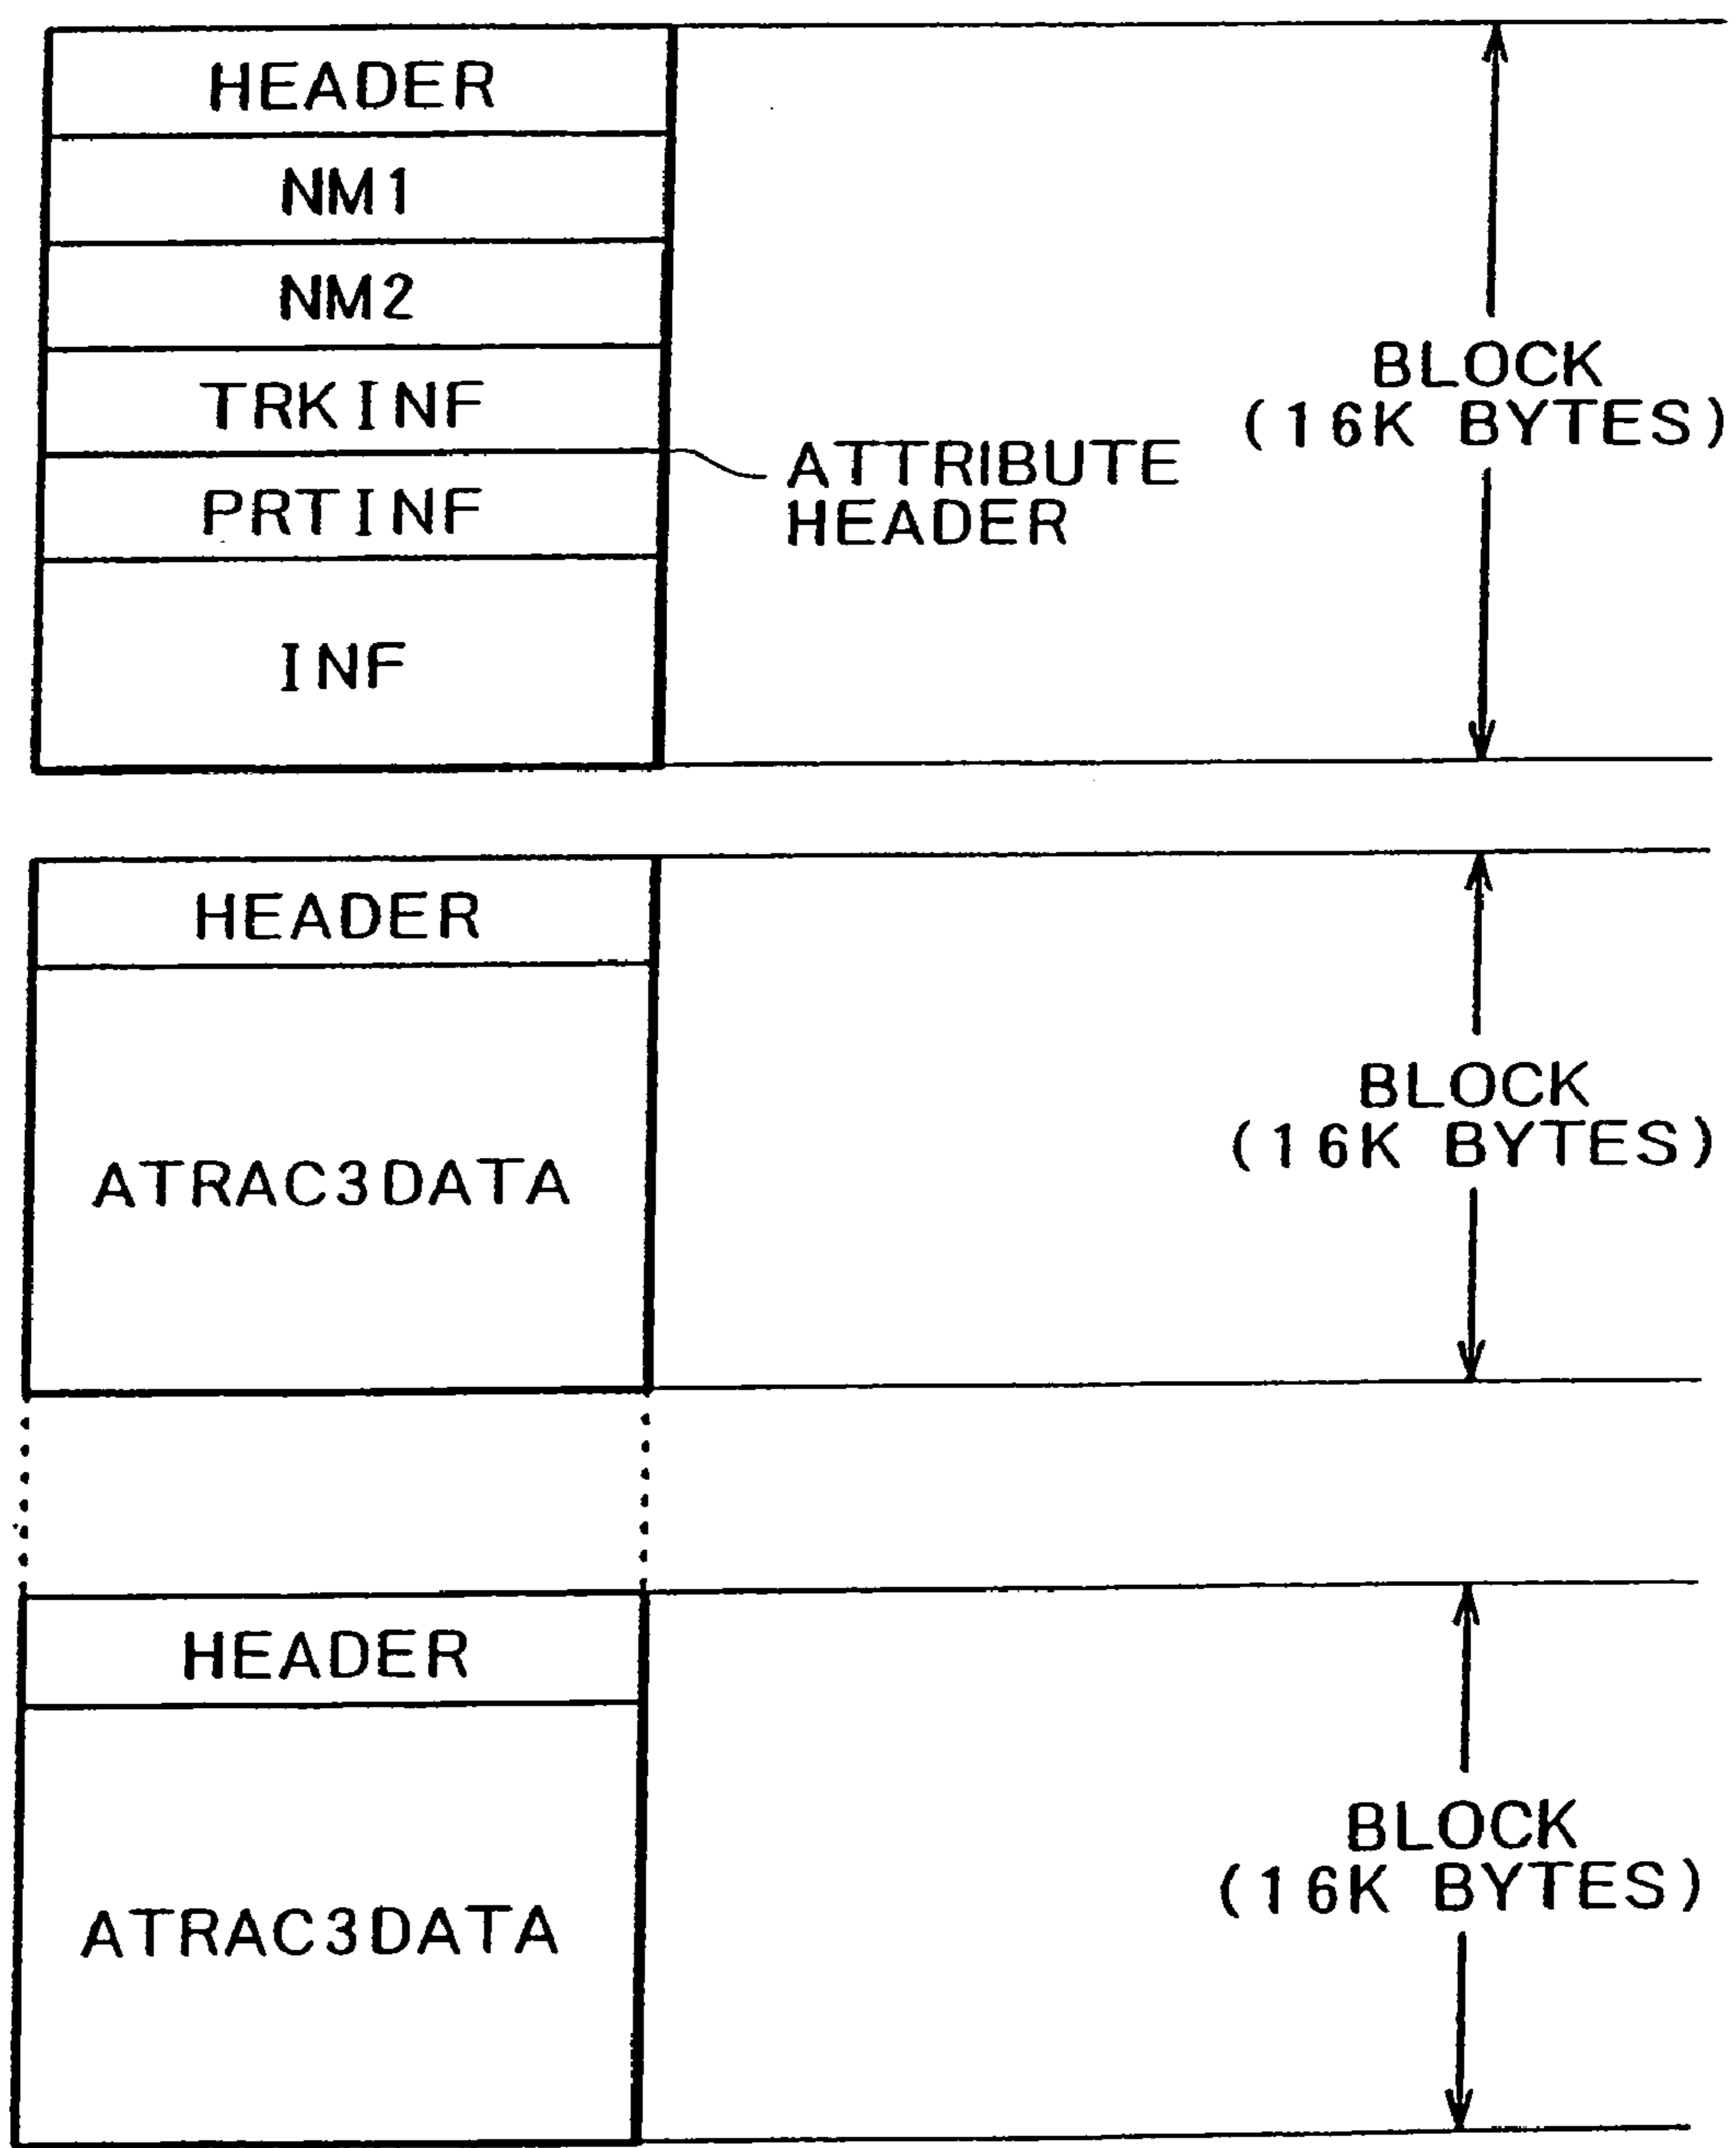 HEADER
NM1
NM2
TRKINF
PRTINF
INF
ATTRIBUTE
HEADER
BLOCK
(16K BYTES)
HEADER
ATRAC3DATA
BLOCK
(16K BYTES)
HEADER
ATRAC3DATA
BLOCK
(16K BYTES)